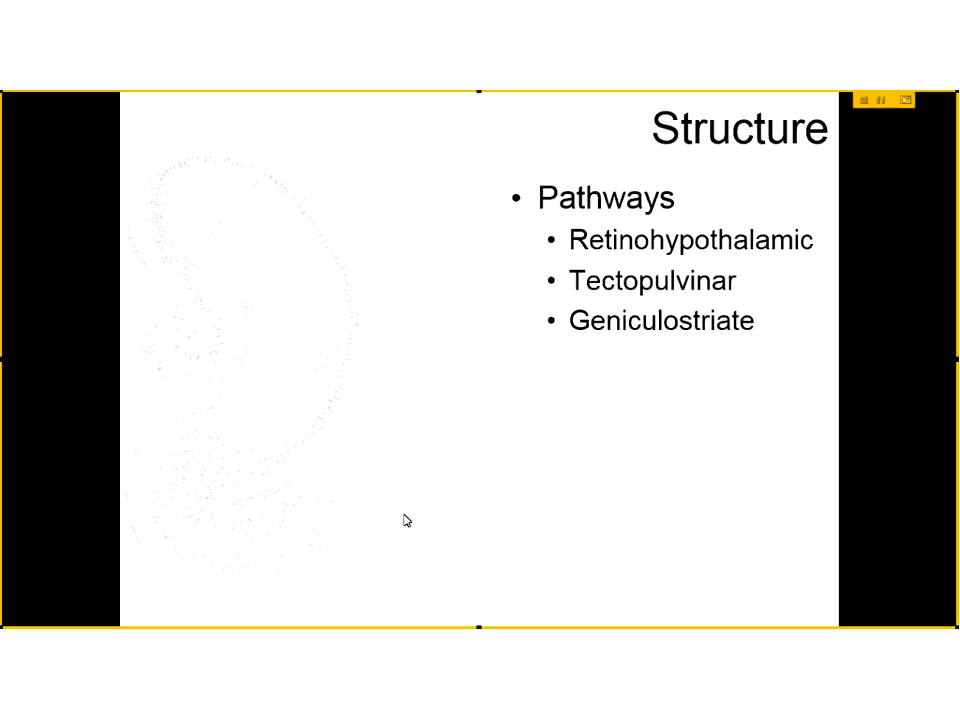 Structure
• Pathways
• Retinohypothalamic
• Tectopulvinar
• Geniculostriate